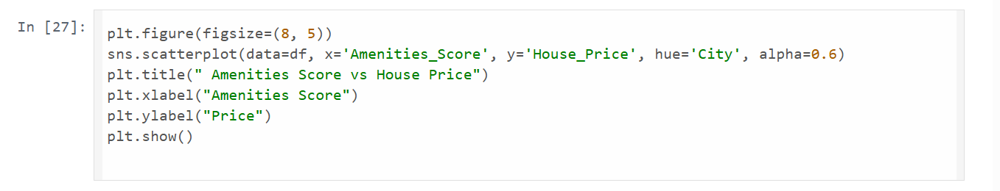 In [27]:
plt.figure(figsize=(8, 5))
sns.scatterplot(data=df, x='Amenities_Score', y='House_Price', hue='City', alpha=0.6)
plt.title(" Amenities Score vs House Price")
plt.xlabel("Amenities Score")
plt.ylabel("Price")
plt.show()